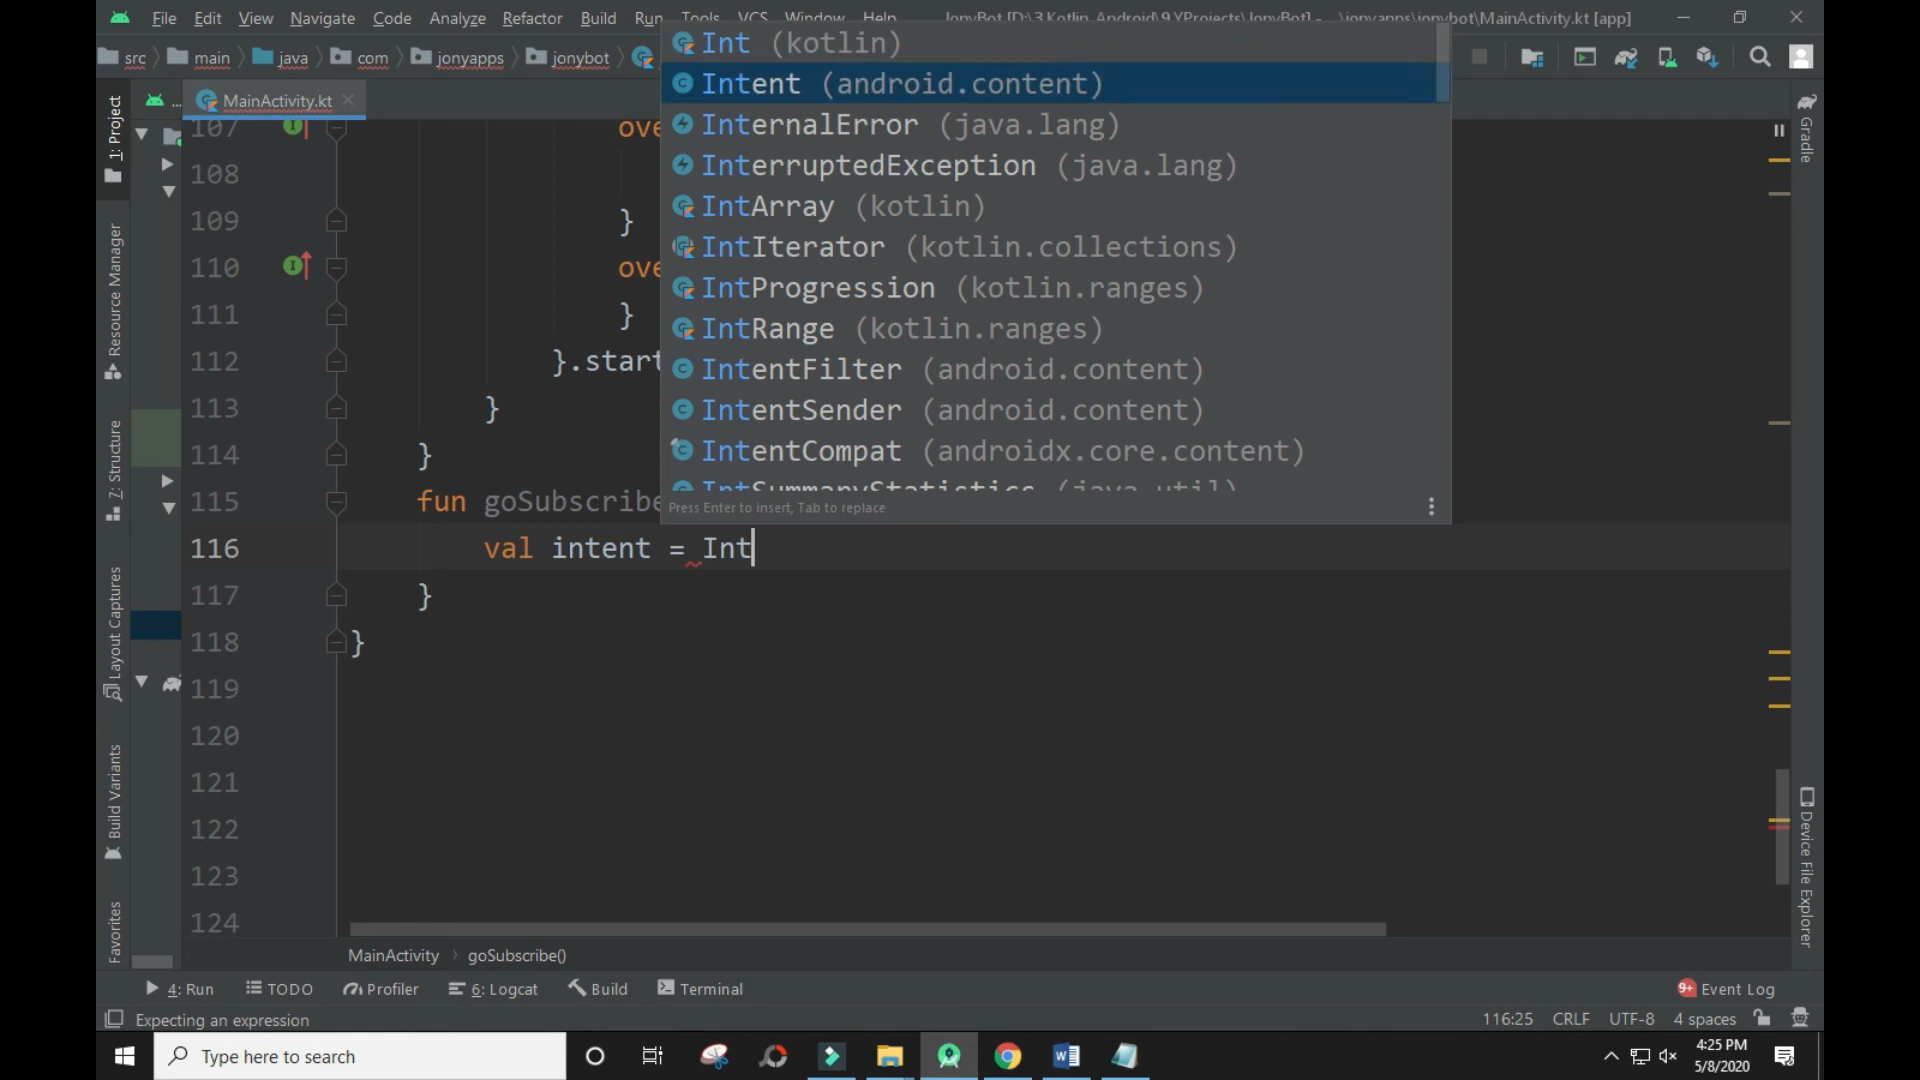 File Edit View Navigate Code Analyze Refactor Build Run Tools VCS Window Help JonyBot [D:\3.Kotlin_Android\9.YProjects\JonyBot] - ...\jonyapps\jonybot\MainActivity.kt [app]
src main java com jonyapps jonybot
MainActivity.kt
1: Project
Resource Manager
7: Structure
Layout Captures
Build Variants
Favorites
Gradle
Device File Explorer
Int (kotlin)
Intent (android.content)
InternalError (java.lang)
InterruptedException (java.lang)
IntArray (kotlin)
IntIterator (kotlin.collections)
IntProgression (kotlin.ranges)
IntRange (kotlin.ranges)
IntentFilter (android.content)
IntentSender (android.content)
IntentCompat (androidx.core.content)
IntSummaryStatistics (java.util)
Press Enter to insert, Tab to replace
107 ove
108
109 }
110 ove
111 }
112 }.start
113 }
114 }
115 fun goSubscribe
116 val intent = Int
117 }
118 }
119
120
121
122
123
124
MainActivity goSubscribe()
4: Run TODO Profiler 6: Logcat Build Terminal 9+ Event Log
Expecting an expression 116:25 CRLF UTF-8 4 spaces
Type here to search
4:25 PM
5/8/2020